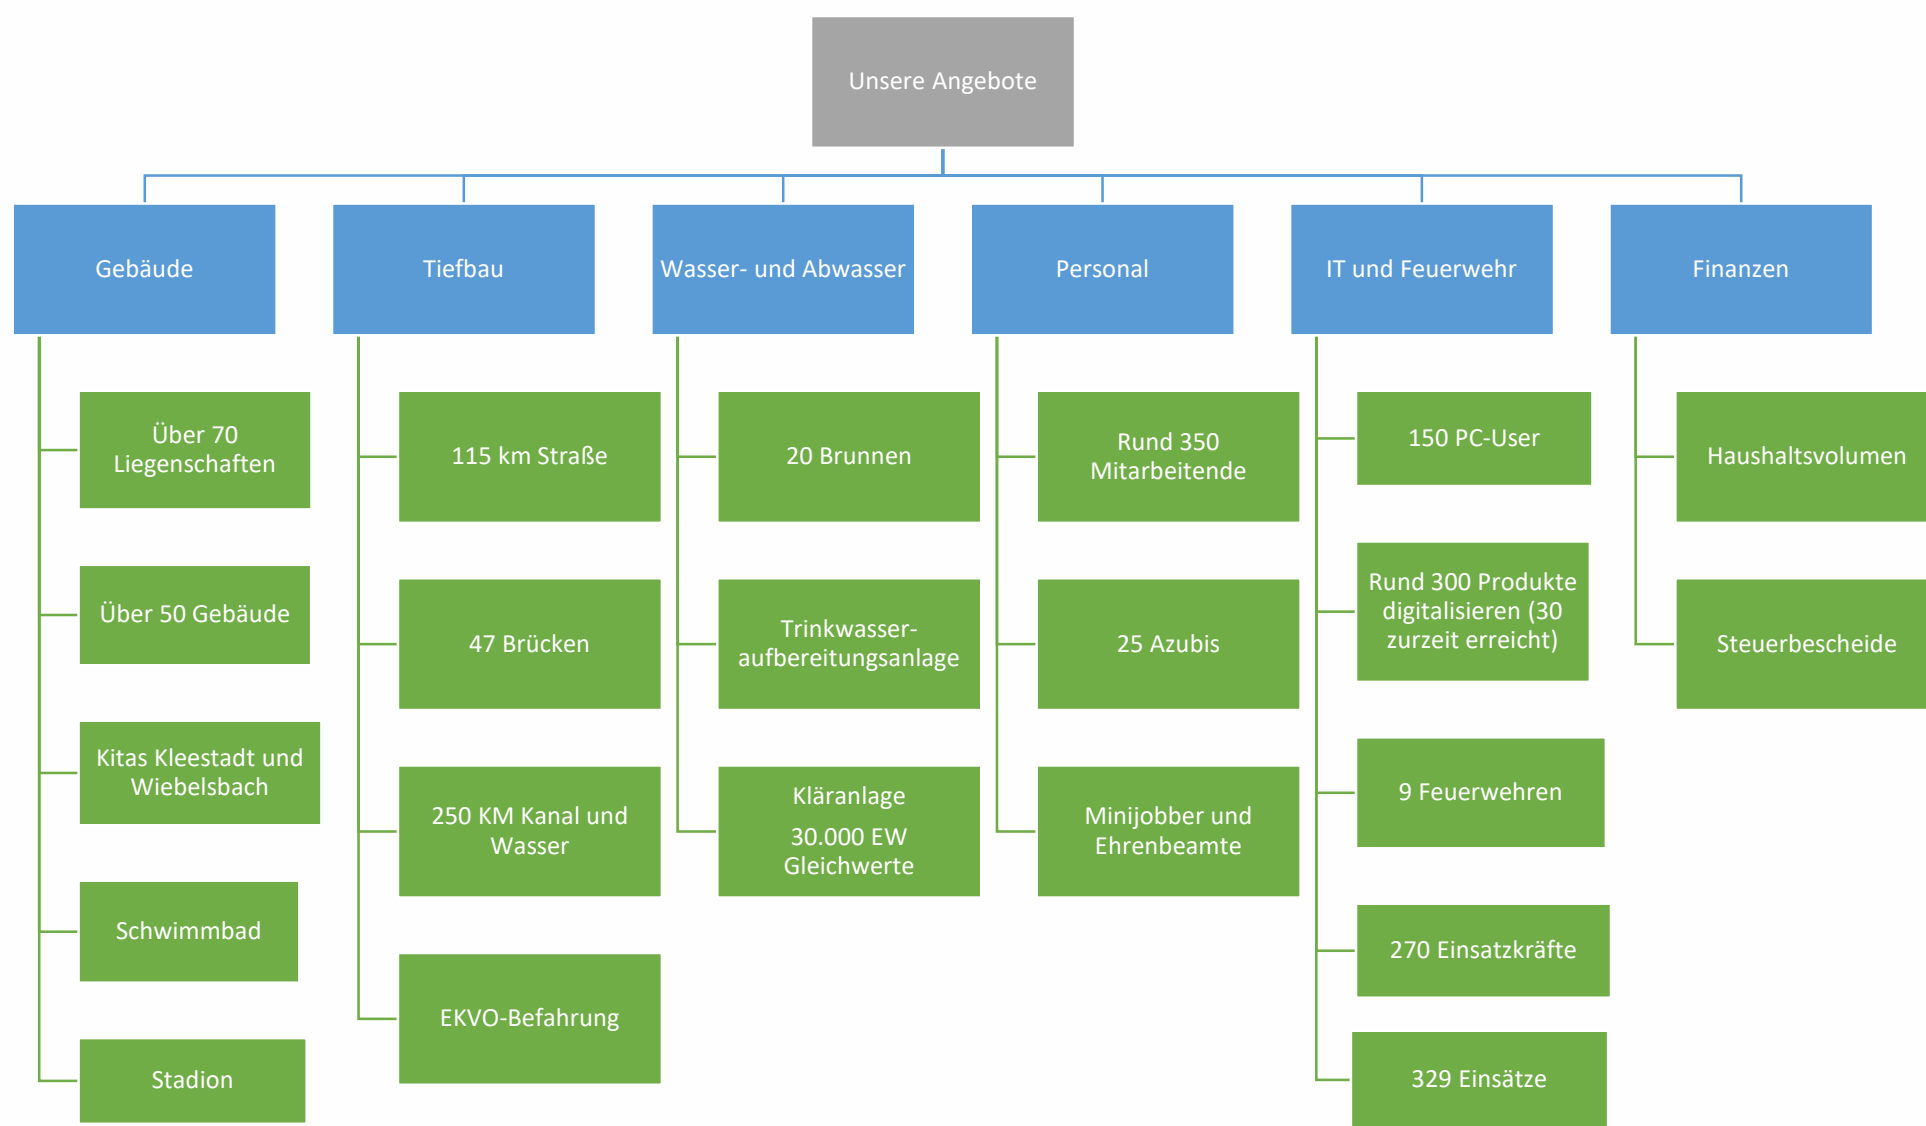 Unsere Angebote
Gebäude
Über 70
Liegenschaften
Über 50 Gebäude
Kitas Kleestadt und
Wiebelsbach
Schwimmbad
Stadion
Tiefbau
115 km Straße
47 Brücken
250 KM Kanal und
Wasser
EKVO-Befahrung
Wasser- und Abwasser
20 Brunnen
Trinkwasser-
aufbereitungsanlage
Kläranlage
30.000 EW
Gleichwerte
Personal
Rund 350
Mitarbeitende
25 Azubis
Minijobber und
Ehrenbeamte
IT und Feuerwehr
150 PC-User
Rund 300 Produkte
digitalisieren (30
zurzeit erreicht)
9 Feuerwehren
270 Einsatzkräfte
329 Einsätze
Finanzen
Haushaltsvolumen
Steuerbescheide